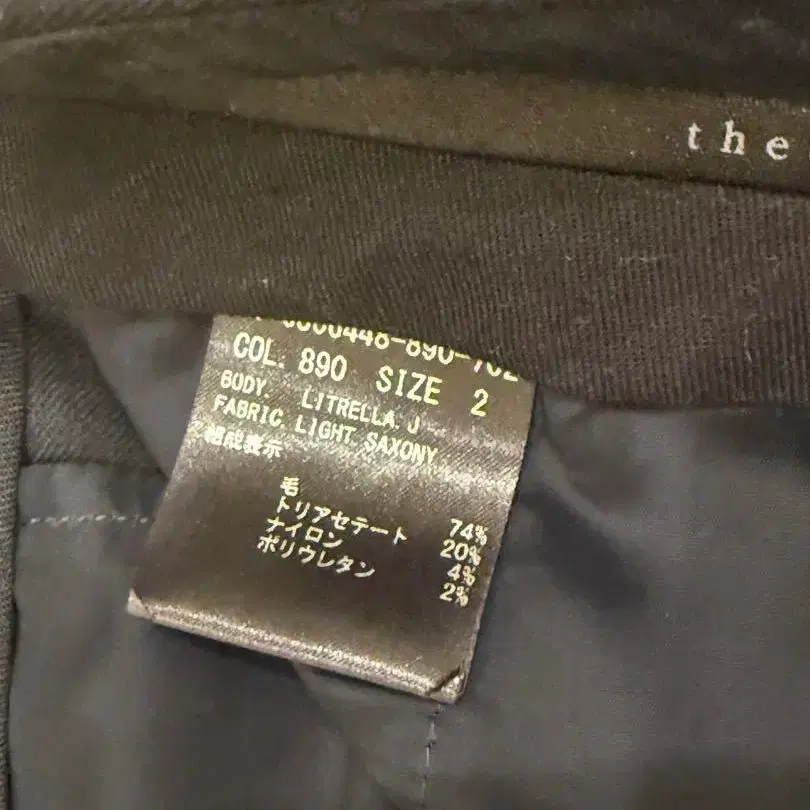 the
COL. 890 SIZE 2
BODY. LITRELLA. J
FABRIC LIGHT SAXONY
組成表示
毛 74%
トリアセテート 20%
ナイロン 4%
ポリウレタン 2%